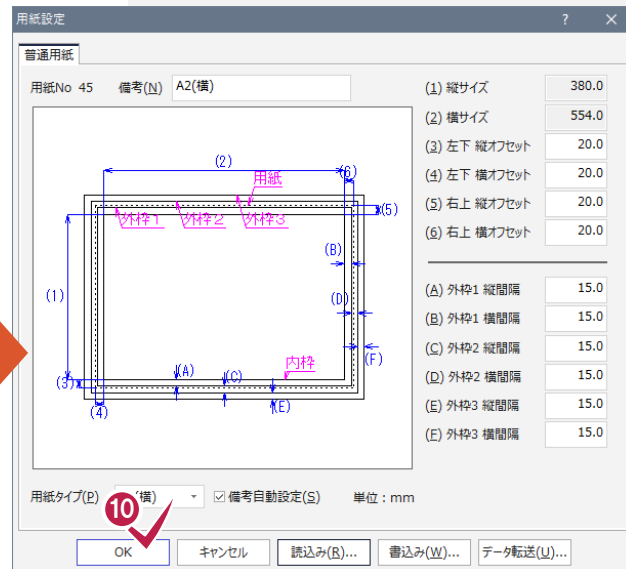 用紙設定 ? ×
普通用紙
用紙No 45 備考(N) A2(横)
(1) 縦サイズ 380.0
(2) 横サイズ 554.0
(3) 左下 縦オフセット 20.0
(4) 左下 横オフセット 20.0
(5) 右上 縦オフセット 20.0
(6) 右上 横オフセット 20.0
(A) 外枠1 縦間隔 15.0
(B) 外枠1 横間隔 15.0
(C) 外枠2 縦間隔 15.0
(D) 外枠2 横間隔 15.0
(E) 外枠3 縦間隔 15.0
(F) 外枠3 横間隔 15.0
(2)
(6)
用紙
(5)
外枠1 外枠2 外枠3
(B)
(1)
(D)
内枠
(F)
(A)
(C)
(3)
(4)
(E)
用紙タイプ(P) (横) 備考自動設定(S) 単位:mm
10
OK キャンセル 読込み(R)... 書込み(W)... データ転送(U)...